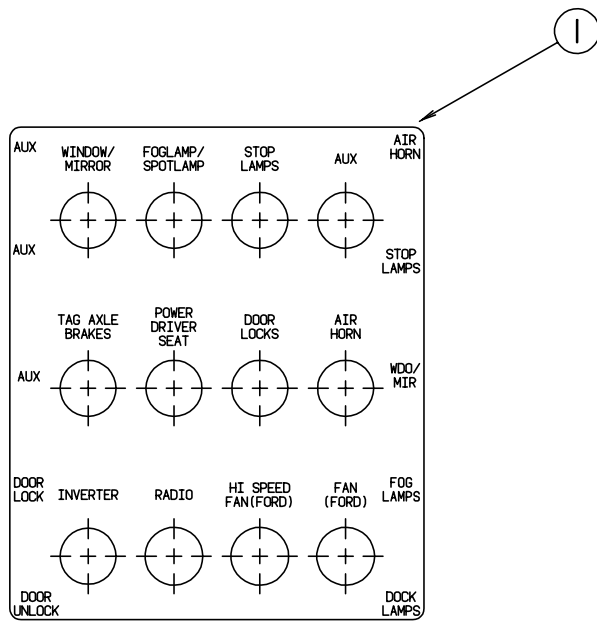 1
AUX
WINDOW/
MIRROR
FOGLAMP/
SPOTLAMP
STOP
LAMPS
AUX
AIR
HORN
AUX
STOP
LAMPS
TAG AXLE
BRAKES
POWER
DRIVER
SEAT
DOOR
LOCKS
AIR
HORN
AUX
WDO/
MIR
DOOR
LOCK
INVERTER
RADIO
HI SPEED
FAN(FORD)
FAN
(FORD)
FOG
LAMPS
DOOR
UNLOCK
DOCK
LAMPS